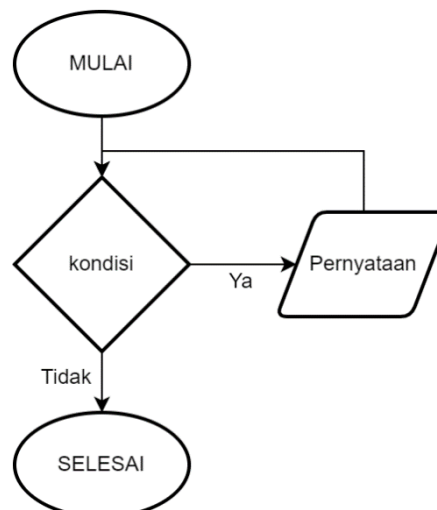 MULAI
kondisi
Ya
Pernyataan
Tidak
SELESAI